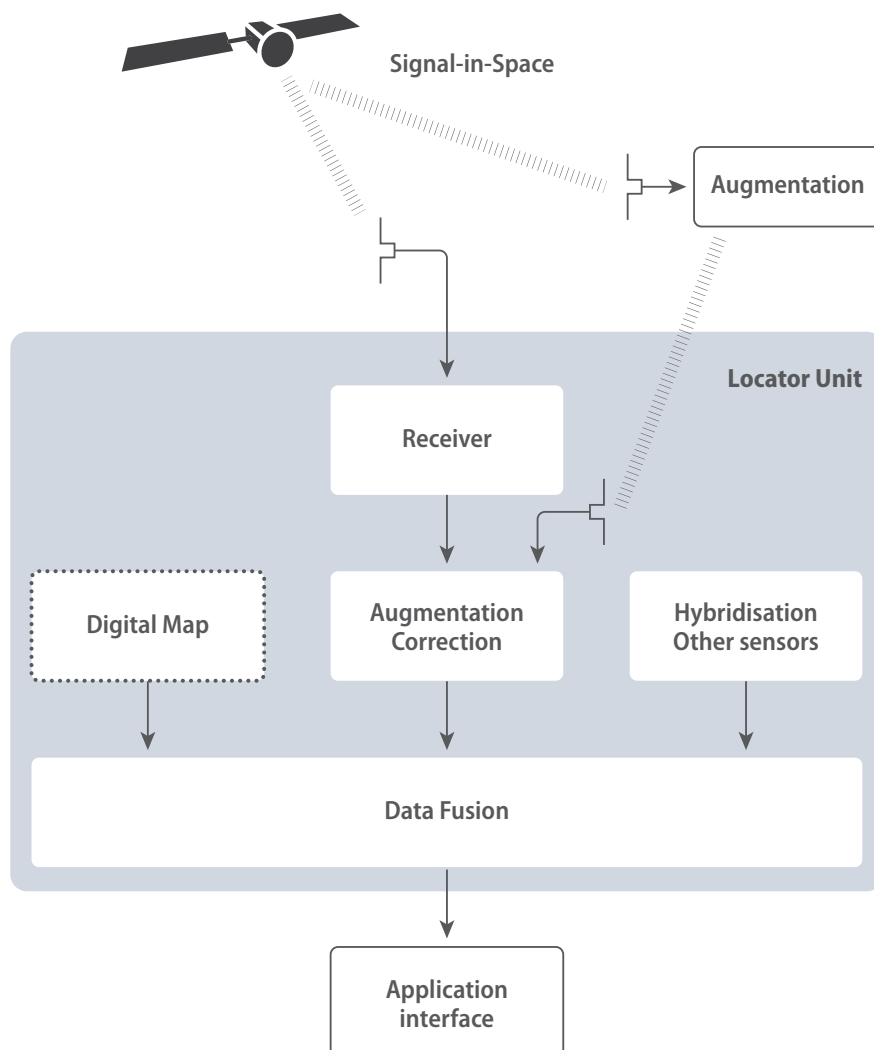 Signal-in-Space
Augmentation
Locator Unit
Receiver
Digital Map
Augmentation
Correction
Hybridisation
Other sensors
Data Fusion
Application
interface